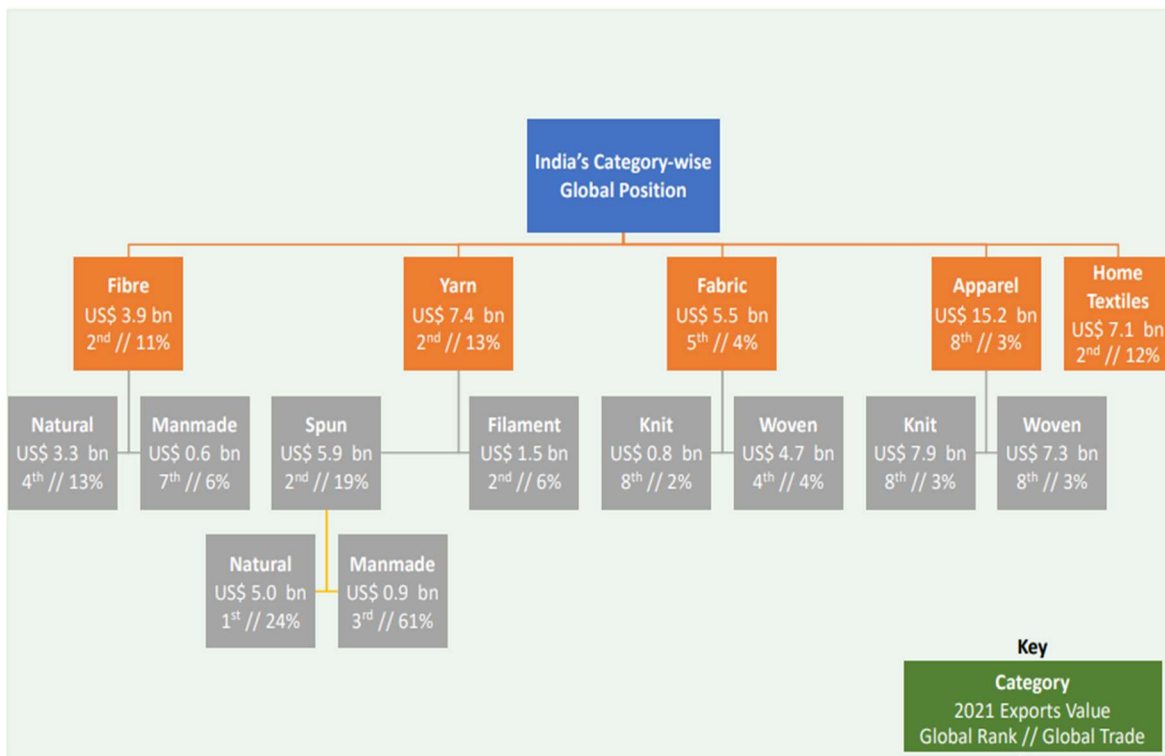 India's Category-wise
Global Position
Fibre
US$ 3.9 bn
2nd // 11%
Yarn
US$ 7.4 bn
2nd // 13%
Fabric
US$ 5.5 bn
5th // 4%
Apparel
US$ 15.2 bn
8th // 3%
Home
Textiles
US$ 7.1 bn
2nd // 12%
Natural
US$ 3.3 bn
4th // 13%
Manmade
US$ 0.6 bn
7th // 6%
Spun
US$ 5.9 bn
2nd // 19%
Filament
US$ 1.5 bn
2nd // 6%
Knit
US$ 0.8 bn
8th // 2%
Woven
US$ 4.7 bn
4th // 4%
Knit
US$ 7.9 bn
8th // 3%
Woven
US$ 7.3 bn
8th // 3%
Natural
US$ 5.0 bn
1st // 24%
Manmade
US$ 0.9 bn
3rd // 61%
Key
Category
2021 Exports Value
Global Rank // Global Trade